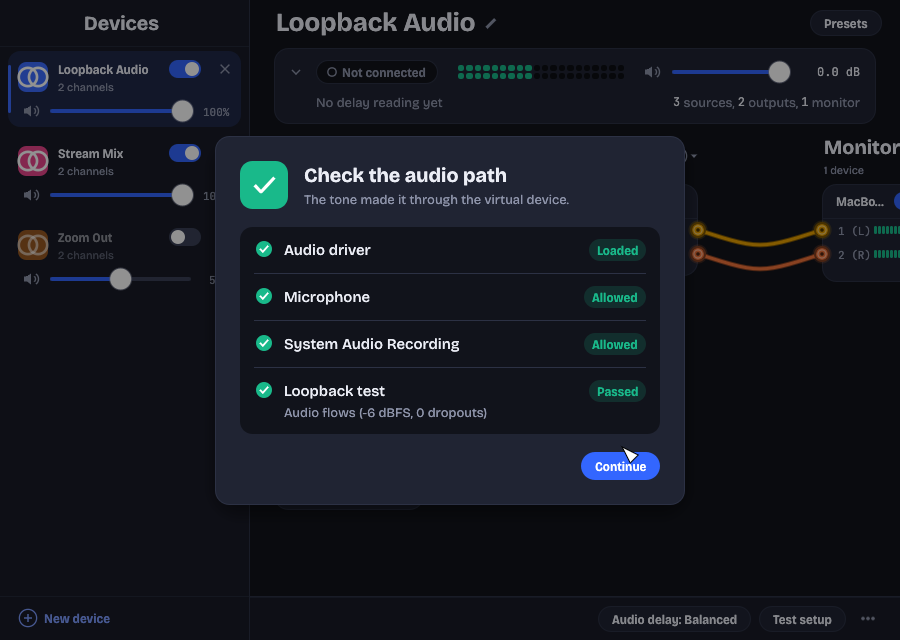 Devices
Loopback Audio
2 channels
100%
Stream Mix
2 channels
Zoom Out
2 channels
New device
Loopback Audio
Presets
Not connected
0.0 dB
No delay reading yet
3 sources, 2 outputs, 1 monitor
Monitor
1 device
MacBo...
1 (L)
2 (R)
Check the audio path
The tone made it through the virtual device.
Audio driver
Loaded
Microphone
Allowed
System Audio Recording
Allowed
Loopback test
Passed
Audio flows (-6 dBFS, 0 dropouts)
Continue
Audio delay: Balanced
Test setup